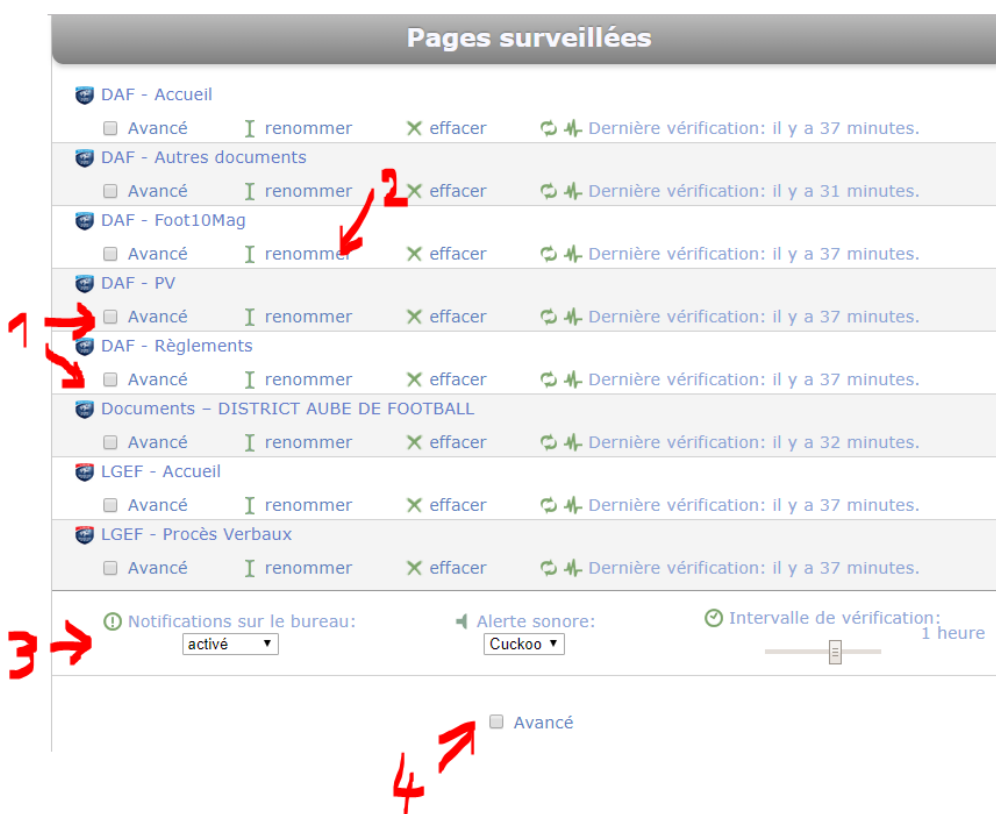 Pages surveillées
DAF - Accueil
Avancé renommer effacer Dernière vérification: il y a 37 minutes.
DAF - Autres documents
Avancé renommer effacer Dernière vérification: il y a 31 minutes.
2
DAF - Foot10Mag
Avancé renommer effacer Dernière vérification: il y a 37 minutes.
DAF - PV
1 Avancé renommer effacer Dernière vérification: il y a 37 minutes.
DAF - Règlements
Avancé renommer effacer Dernière vérification: il y a 37 minutes.
Documents – DISTRICT AUBE DE FOOTBALL
Avancé renommer effacer Dernière vérification: il y a 32 minutes.
LGEF - Accueil
Avancé renommer effacer Dernière vérification: il y a 37 minutes.
LGEF - Procès Verbaux
Avancé renommer effacer Dernière vérification: il y a 37 minutes.
Notifications sur le bureau: Alerte sonore: Intervalle de vérification:
3 activé Cuckoo 1 heure
Avancé
4